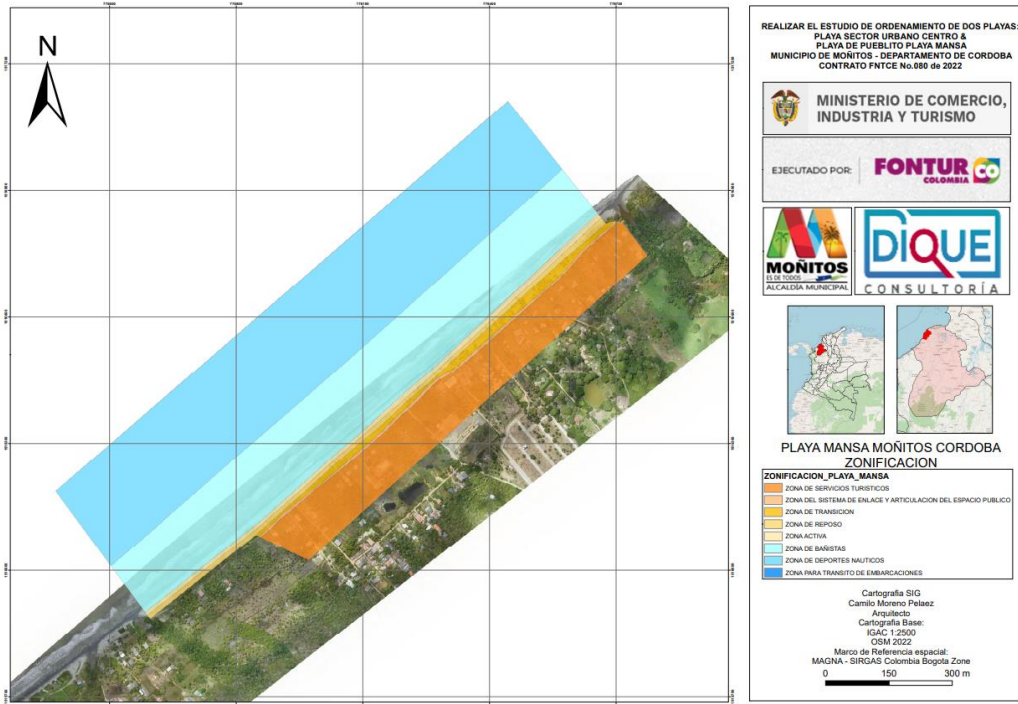 N
REALIZAR EL ESTUDIO DE ORDENAMIENTO DE DOS PLAYAS:
PLAYA SECTOR URBANO CENTRO &
PLAYA DE PUEBLITO PLAYA MANSA
MUNICIPIO DE MOÑITOS - DEPARTAMENTO DE CORDOBA
CONTRATO FNTCE No.080 de 2022
MINISTERIO DE COMERCIO,
INDUSTRIA Y TURISMO
EJECUTADO POR:
FONTUR CO
COLOMBIA
MOÑITOS
ES DE TODOS
ALCALDÍA MUNICIPAL
DIQUE
CONSULTORÍA
PLAYA MANSA MOÑITOS CORDOBA
ZONIFICACION
ZONIFICACION_PLAYA_MANSA
ZONA DE SERVICIOS TURISTICOS
ZONA DEL SISTEMA DE ENLACE Y ARTICULACION DEL ESPACIO PUBLICO
ZONA DE TRANSICION
ZONA DE REPOSO
ZONA ACTIVA
ZONA DE BAÑISTAS
ZONA DE DEPORTES NAUTICOS
ZONA PARA TRANSITO DE EMBARCACIONES
Cartografia SIG
Camilo Moreno Pelaez
Arquitecto
Cartografia Base:
IGAC 1:2500
OSM 2022
Marco de Referencia espacial:
MAGNA - SIRGAS Colombia Bogota Zone
0 150 300 m